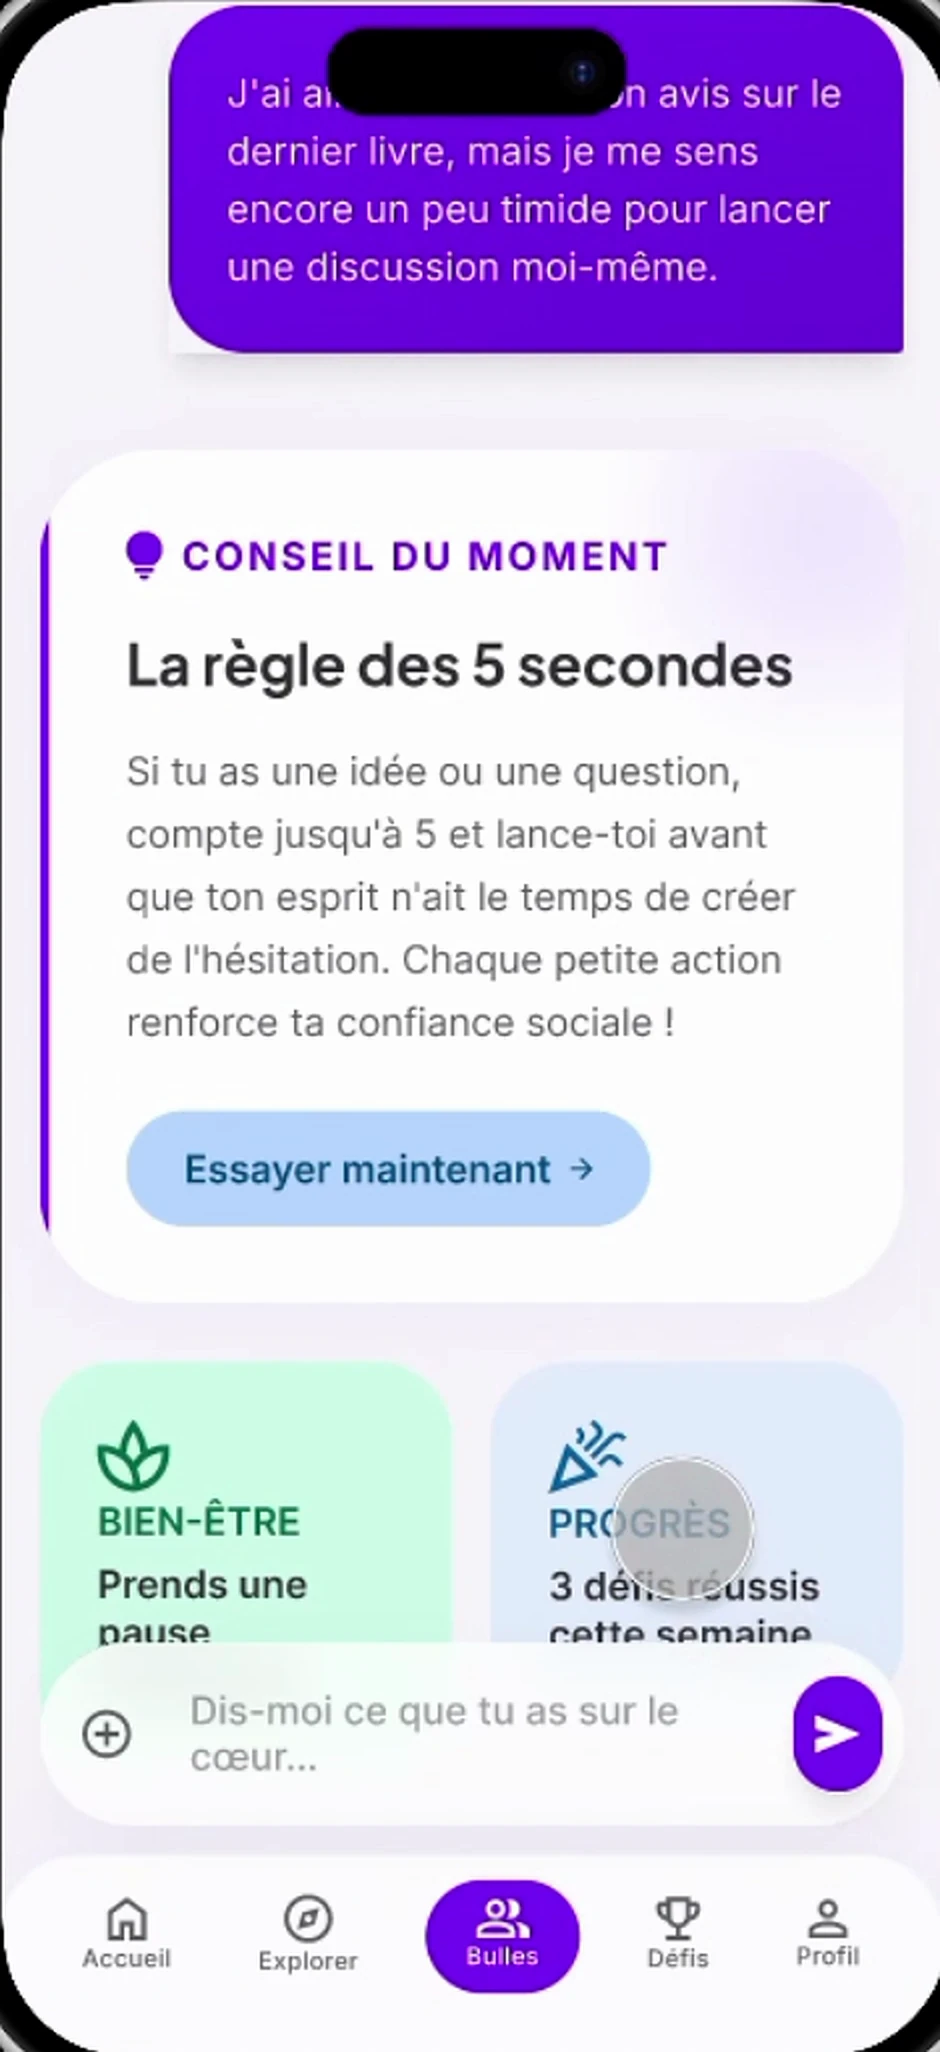 J'ai avis sur le
dernier livre, mais je me sens
encore un peu timide pour lancer
une discussion moi-même.
CONSEIL DU MOMENT
La règle des 5 secondes
Si tu as une idée ou une question,
compte jusqu'à 5 et lance-toi avant
que ton esprit n'ait le temps de créer
de l'hésitation. Chaque petite action
renforce ta confiance sociale !
Essayer maintenant →
BIEN-ÊTRE
Prends une
pause
PROGRÈS
3 défis réussis
cette semaine
Dis-moi ce que tu as sur le
cœur...
Accueil
Explorer
Bulles
Défis
Profil